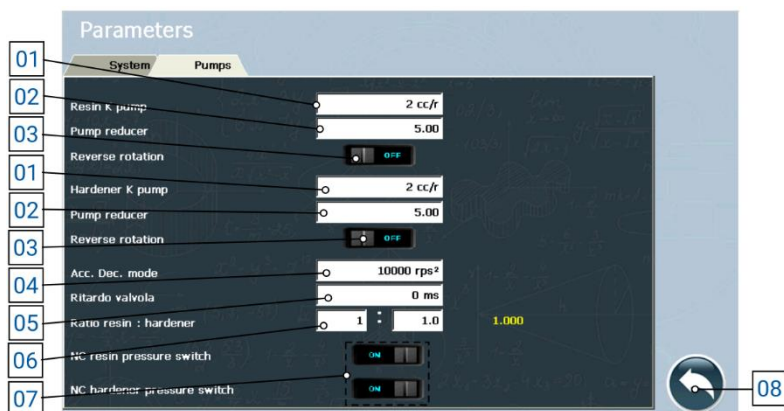 Parameters
System Pumps
01
02
03
01
02
03
04
05
06
07
08
Resin K pump 2 cc/r
Pump reducer 5.00
Reverse rotation OFF
Hardener K pump 2 cc/r
Pump reducer 5.00
Reverse rotation OFF
Acc. Dec. mode 10000 rps²
Ritardo valvola 0 ms
Ratio resin : hardener 1 : 1.0 1.000
NC resin pressure switch ON
NC hardener pressure switch ON